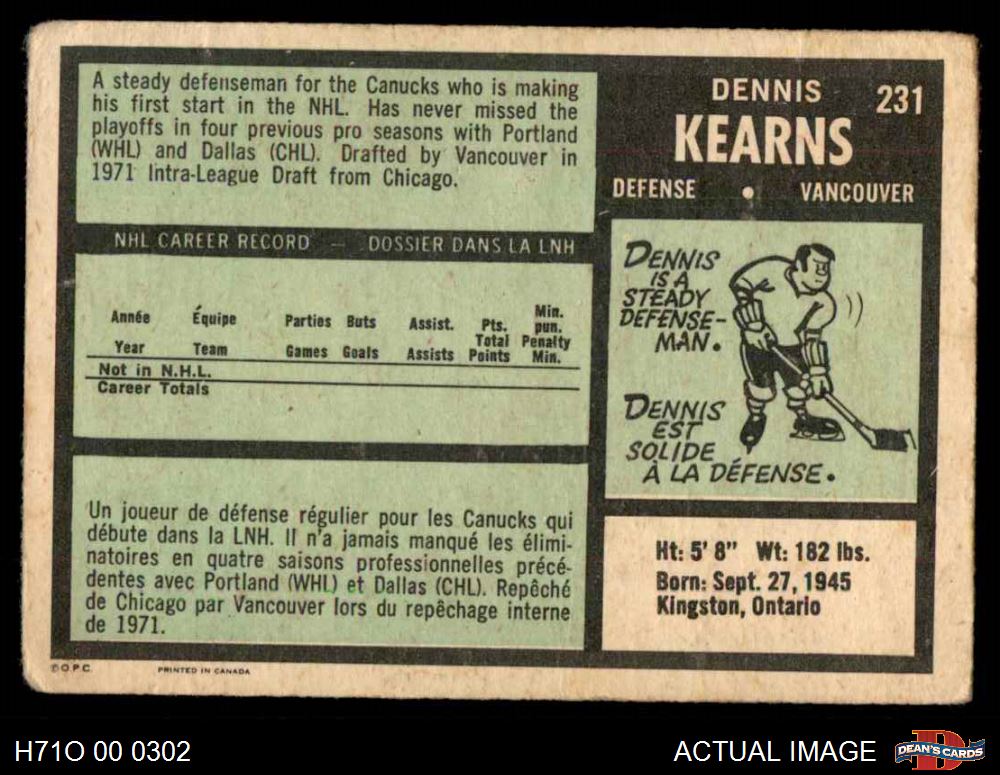 A steady defenseman for the Canucks who is making
his first start in the NHL. Has never missed the
playoffs in four previous pro seasons with Portland
(WHL) and Dallas (CHL). Drafted by Vancouver in
1971 Intra-League Draft from Chicago.
DENNIS 231
KEARNS
DEFENSE • VANCOUVER
NHL CAREER RECORD — DOSSIER DANS LA LNH
Année Équipe Parties Buts Assist. Pts. Min. pun.
Year Team Games Goals Assists Total Points Penalty Min.
Not in N.H.L.
Career Totals
DENNIS
IS A
STEADY
DEFENSE-
MAN.
DENNIS
EST
SOLIDE
À LA DÉFENSE.
Un joueur de défense régulier pour les Canucks qui
débute dans la LNH. Il n'a jamais manqué les élimi-
natoires en quatre saisons professionnelles précé-
dentes avec Portland (WHL) et Dallas (CHL). Repêché
de Chicago par Vancouver lors du repêchage interne
de 1971.
Ht: 5' 8" Wt: 182 lbs.
Born: Sept. 27, 1945
Kingston, Ontario
©O.P.C. PRINTED IN CANADA
H71O 00 0302
ACTUAL IMAGE
DEAN'S CARDS